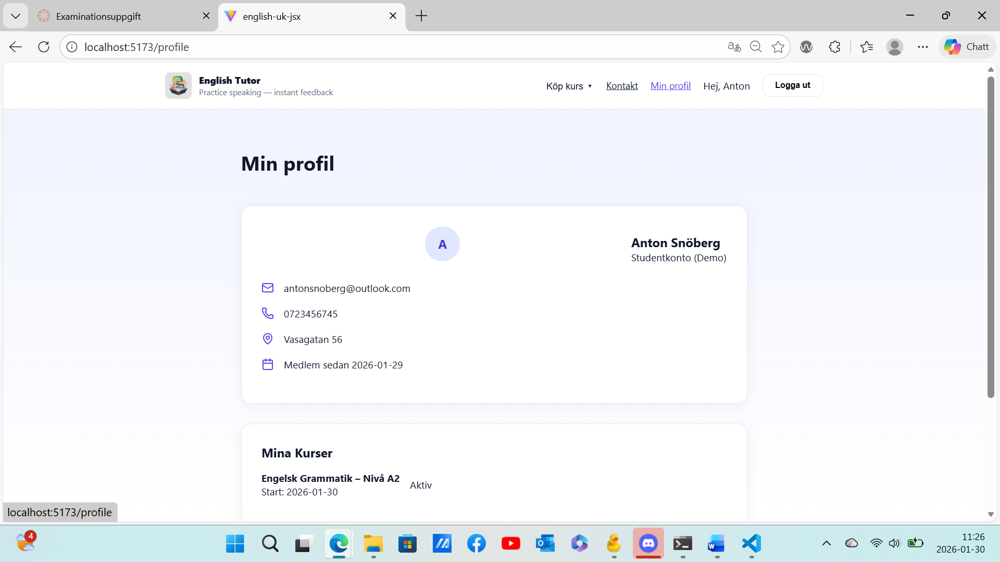 Examinationsuppgift
english-uk-jsx
localhost:5173/profile
Chatt
English Tutor
Practice speaking — instant feedback
Köp kurs ▾
Kontakt
Min profil
Hej, Anton
Logga ut
Min profil
A
Anton Snöberg
Studentkonto (Demo)
antonsnoberg@outlook.com
0723456745
Vasagatan 56
Medlem sedan 2026-01-29
Mina Kurser
Engelsk Grammatik – Nivå A2
Start: 2026-01-30
Aktiv
localhost:5173/profile
4
11:26
2026-01-30